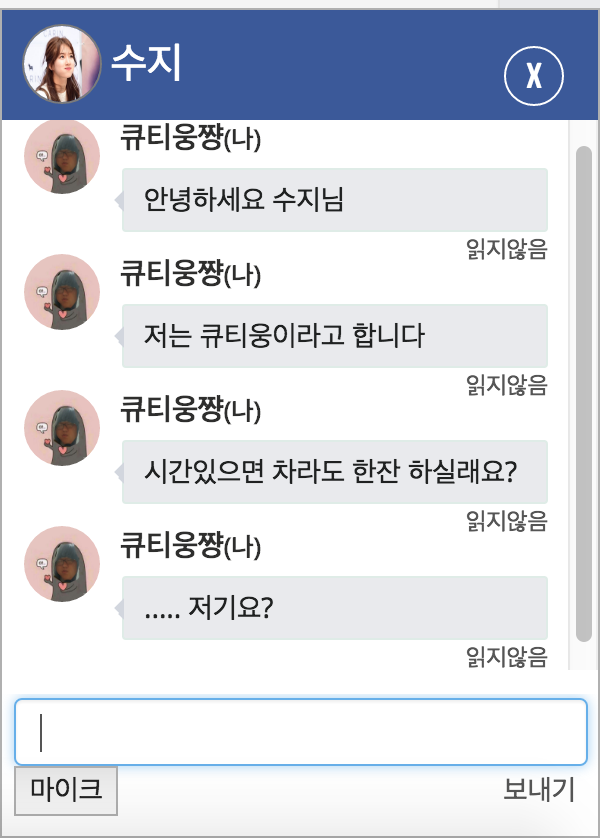 수지
X
큐티웅쨩(나)
안녕하세요 수지님
읽지않음
큐티웅쨩(나)
저는 큐티웅이라고 합니다
읽지않음
큐티웅쨩(나)
시간있으면 차라도 한잔 하실래요?
읽지않음
큐티웅쨩(나)
..... 저기요?
읽지않음
마이크
보내기